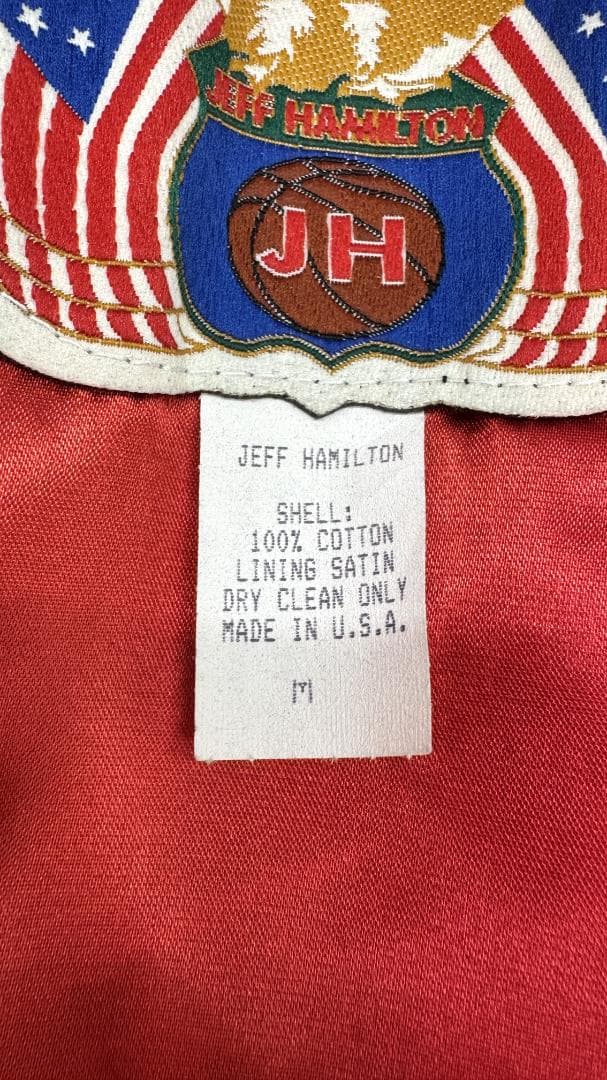 JEFF HAMILTON
JH
JEFF HAMILTON
SHELL:
100% COTTON
LINING SATIN
DRY CLEAN ONLY
MADE IN U.S.A.
M